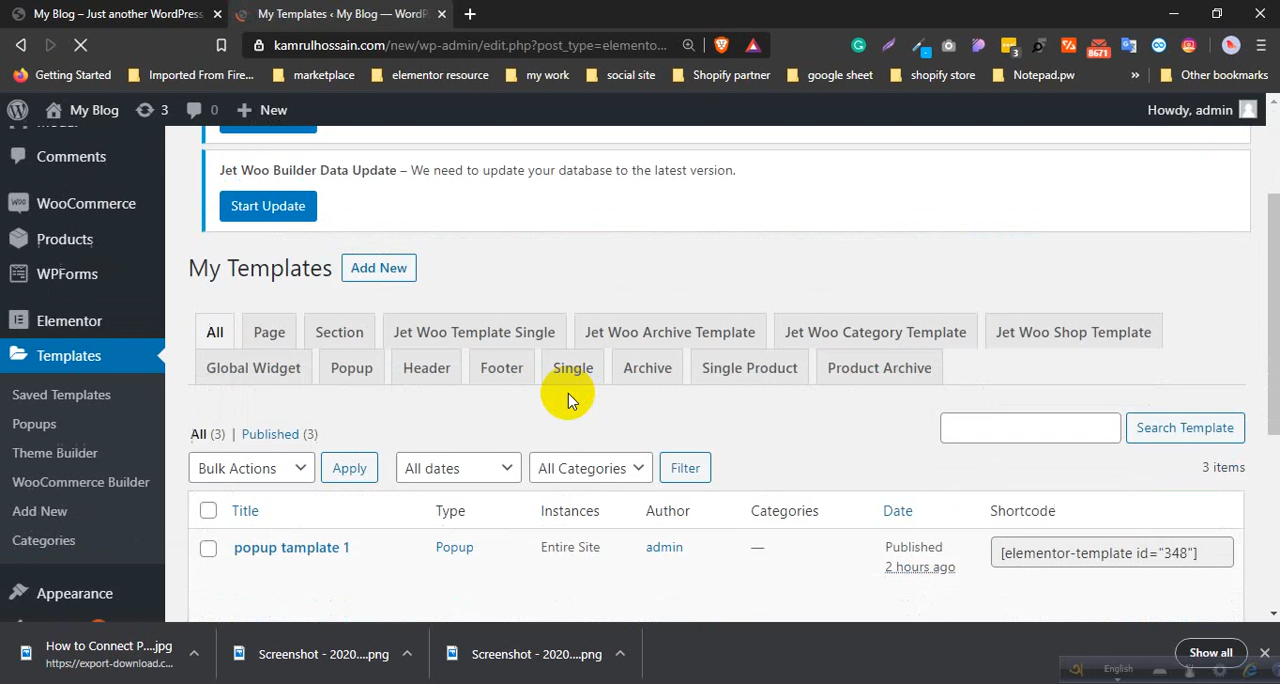 My Blog – Just another WordPress
My Templates ‹ My Blog — WordP
kamrulhossain.com/new/wp-admin/edit.php?post_type=elemento...
3
8671
Getting Started
Imported From Fire...
marketplace
elementor resource
my work
social site
Shopify partner
google sheet
shopify store
Notepad.pw
Other bookmarks
My Blog
3
0
New
Howdy, admin
Comments
WooCommerce
Products
WPForms
Elementor
Templates
Saved Templates
Popups
Theme Builder
WooCommerce Builder
Add New
Categories
Appearance
Jet Woo Builder Data Update – We need to update your database to the latest version.
Start Update
My Templates Add New
All Page Section Jet Woo Template Single Jet Woo Archive Template Jet Woo Category Template Jet Woo Shop Template
Global Widget Popup Header Footer Single Archive Single Product Product Archive
All (3) | Published (3)
Search Template
Bulk Actions Apply All dates All Categories Filter
3 items
Title Type Instances Author Categories Date Shortcode
popup tamplate 1 Popup Entire Site admin — Published
2 hours ago
[elementor-template id="348"]
How to Connect P....jpg
https://export-download.c...
Screenshot - 2020....png
Screenshot - 2020....png
Show all
English